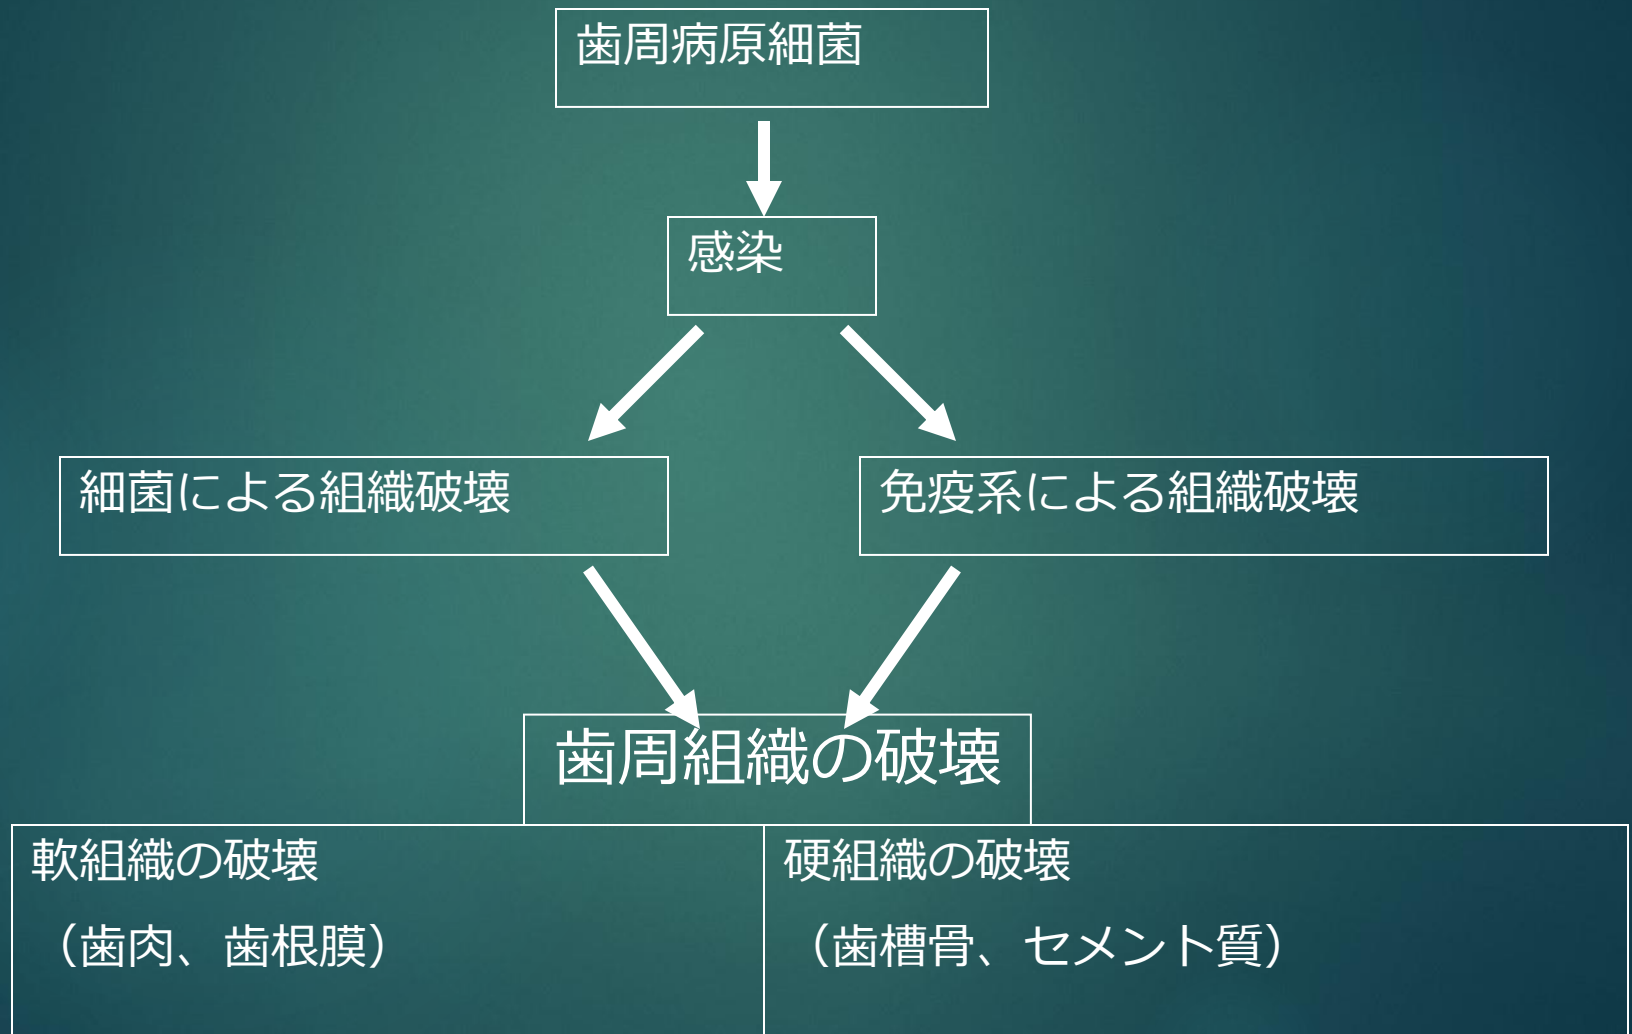 歯周病原細菌
感染
細菌による組織破壊
免疫系による組織破壊
歯周組織の破壊
軟組織の破壊
（歯肉、歯根膜）
硬組織の破壊
（歯槽骨、セメント質）